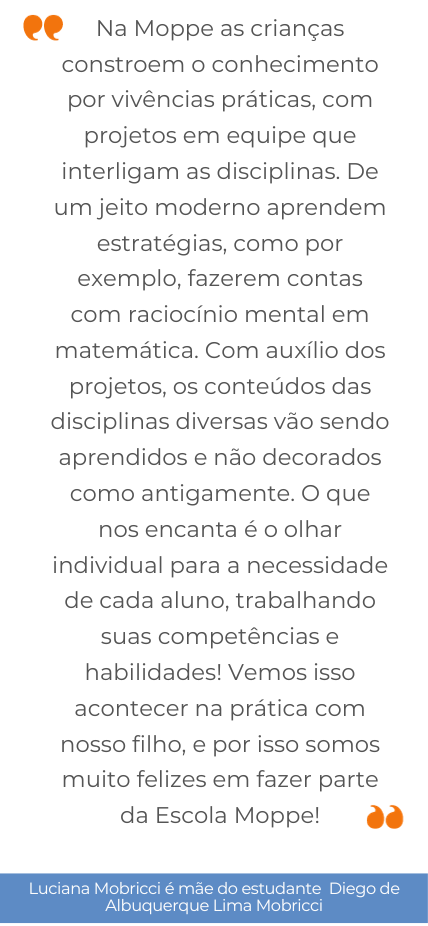 Na Moppe as crianças
constroem o conhecimento
por vivências práticas, com
projetos em equipe que
interligam as disciplinas. De
um jeito moderno aprendem
estratégias, como por
exemplo, fazerem contas
com raciocínio mental em
matemática. Com auxílio dos
projetos, os conteúdos das
disciplinas diversas vão sendo
aprendidos e não decorados
como antigamente. O que
nos encanta é o olhar
individual para a necessidade
de cada aluno, trabalhando
suas competências e
habilidades! Vemos isso
acontecer na prática com
nosso filho, e por isso somos
muito felizes em fazer parte
da Escola Moppe!
Luciana Mobricci é mãe do estudante Diego de
Albuquerque Lima Mobricci